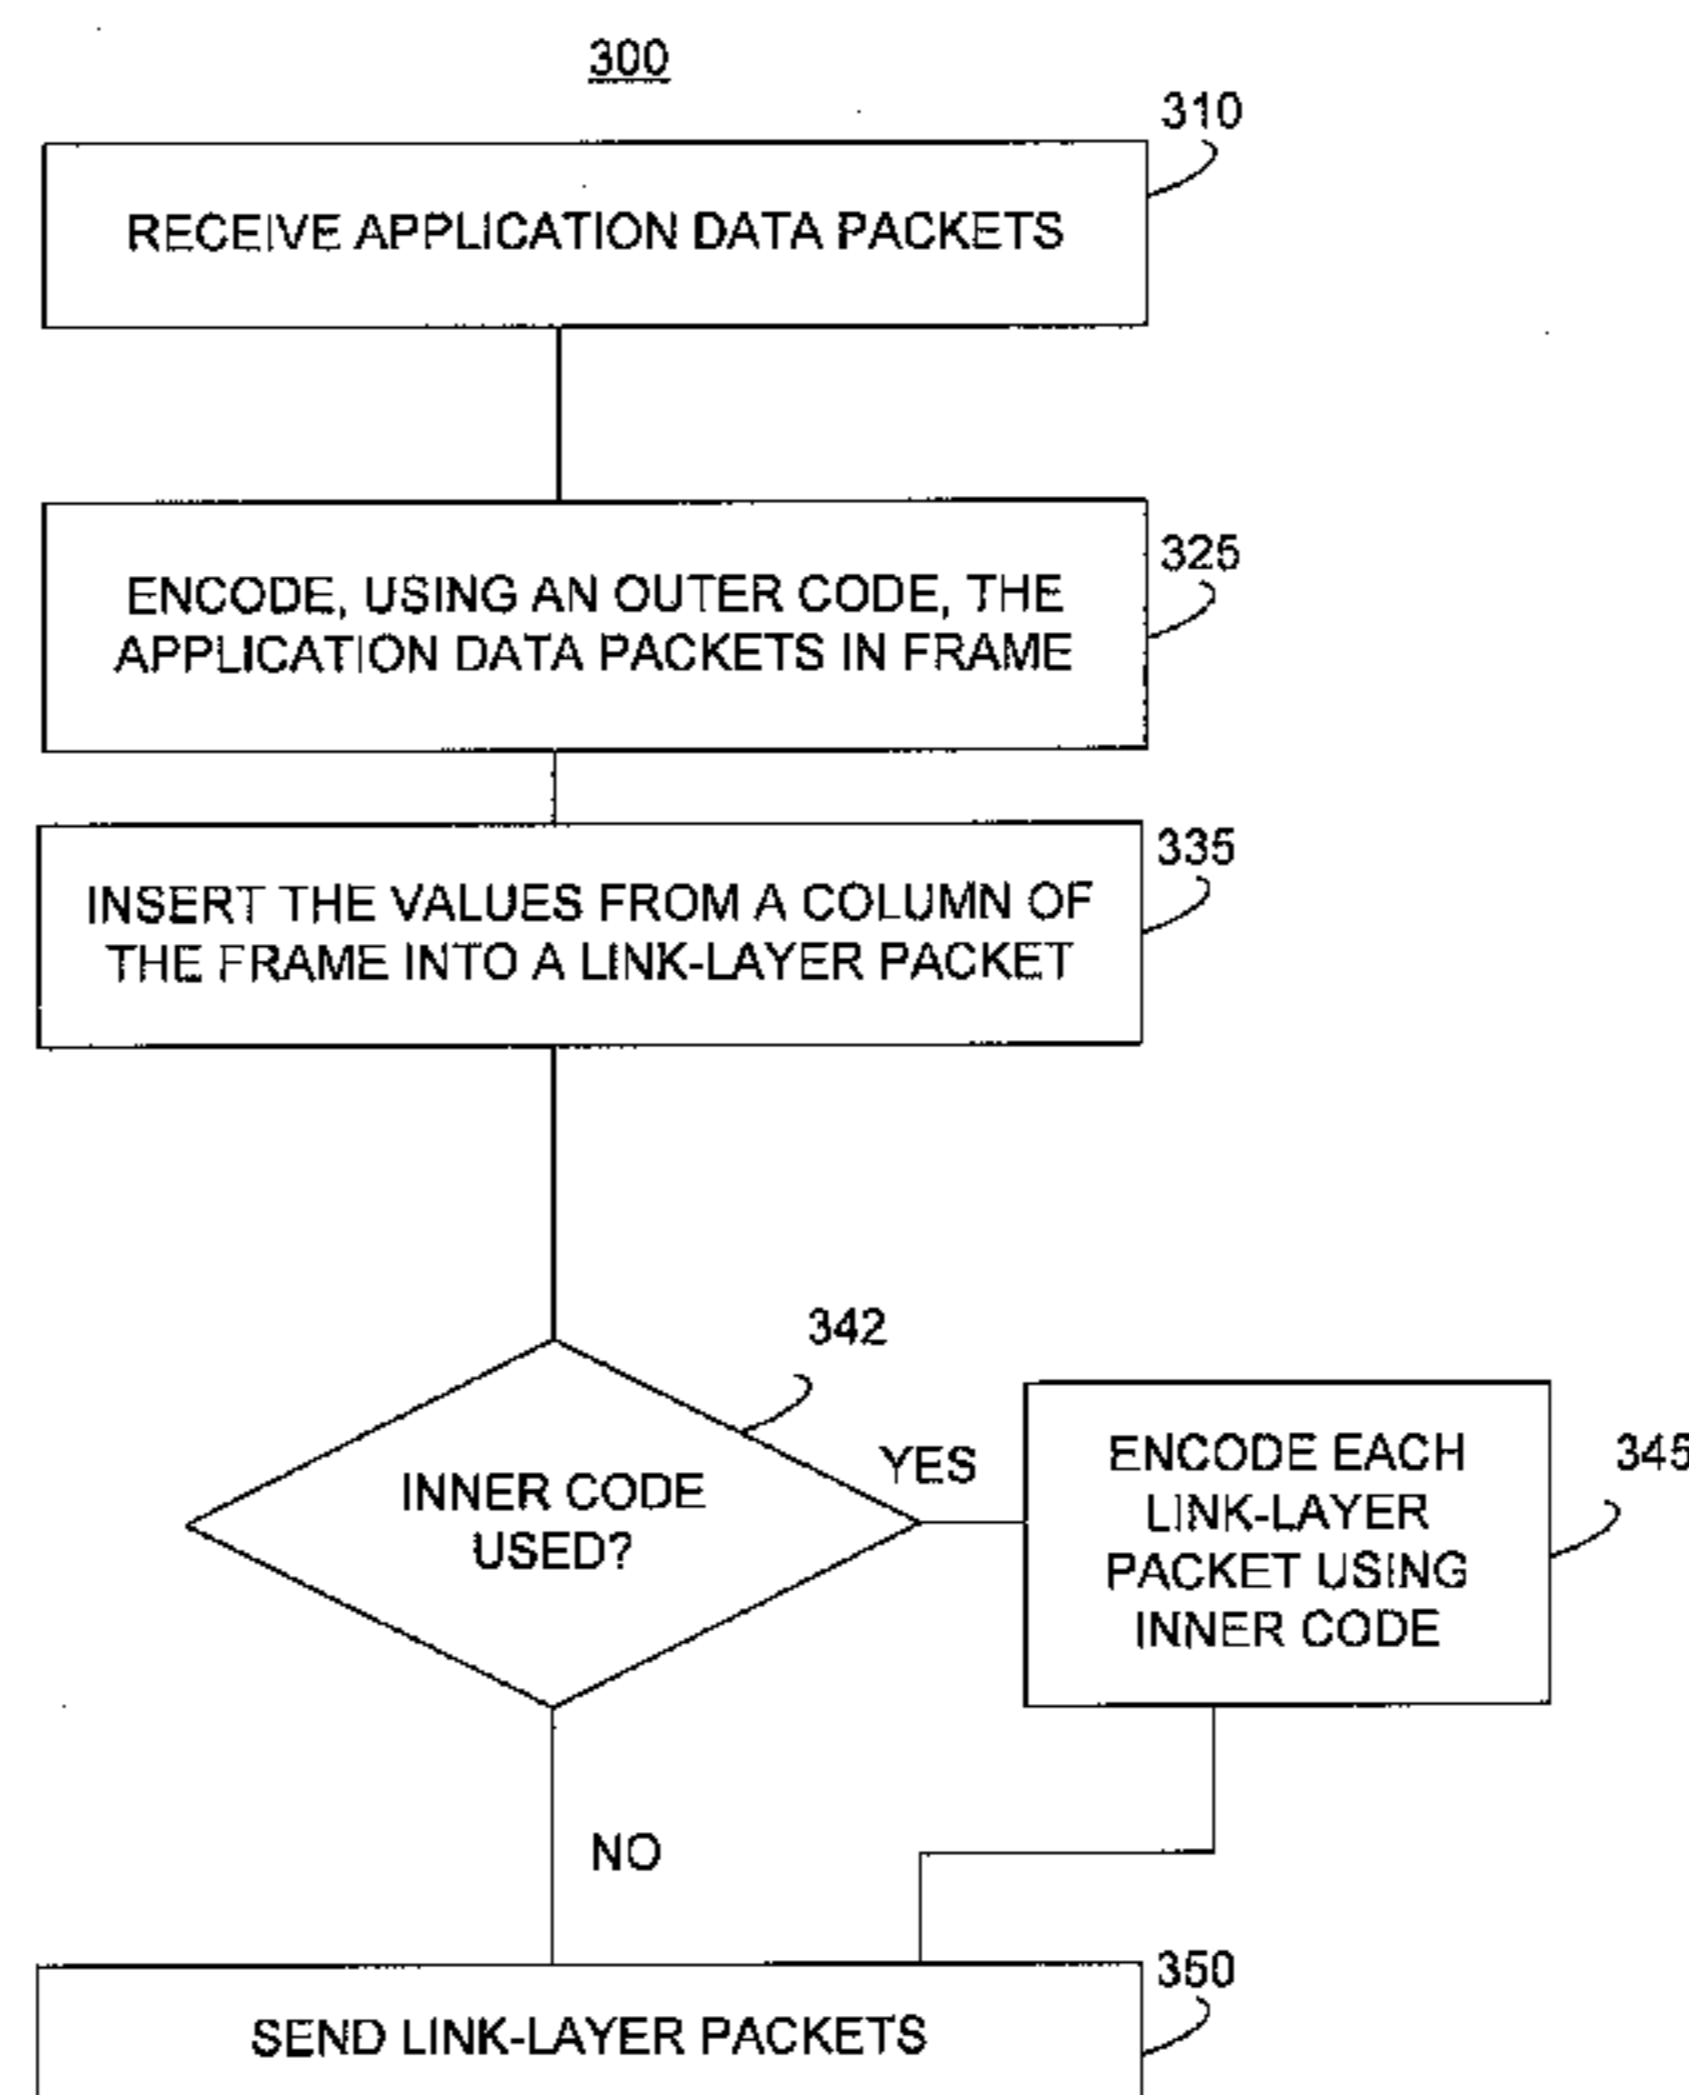 300
310
RECEIVE APPLICATION DATA PACKETS
325
ENCODE, USING AN OUTER CODE, THE
APPLICATION DATA PACKETS IN FRAME
335
INSERT THE VALUES FROM A COLUMN OF
THE FRAME INTO A LINK-LAYER PACKET
342
INNER CODE
USED?
YES
345
ENCODE EACH
LINK-LAYER
PACKET USING
INNER CODE
NO
350
SEND LINK-LAYER PACKETS